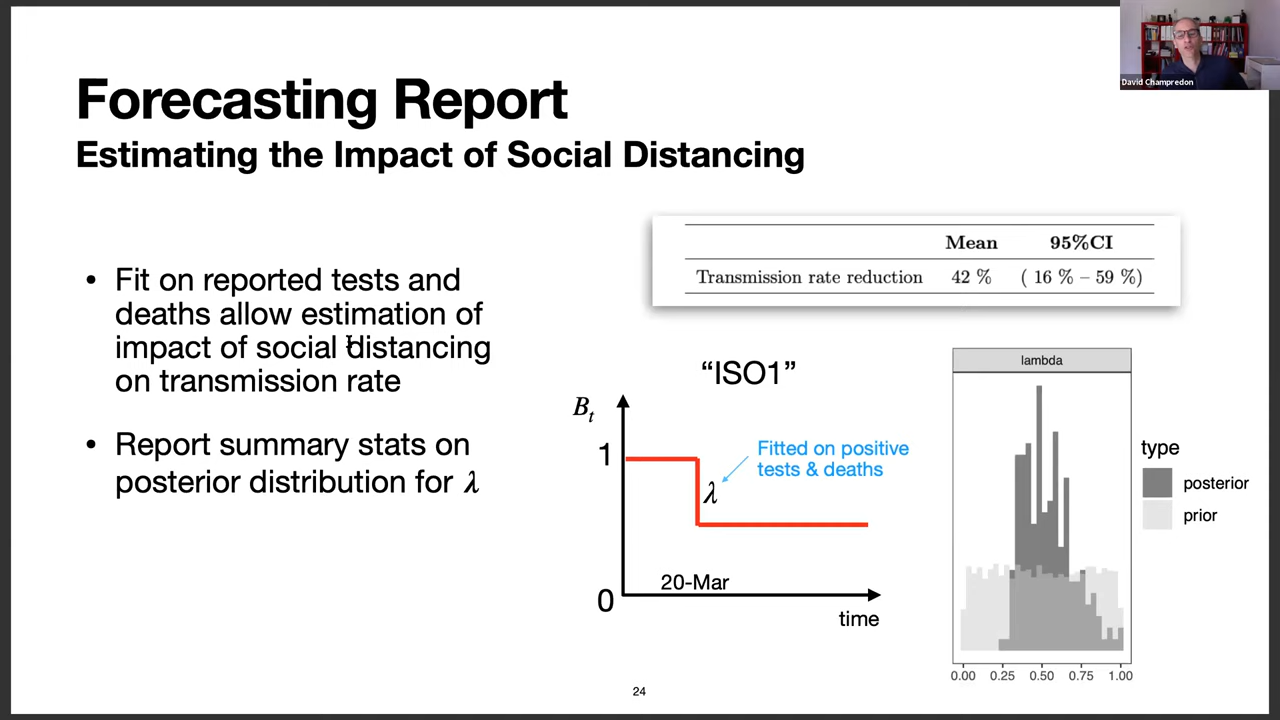 David Champredon
Forecasting Report
Estimating the Impact of Social Distancing
• Fit on reported tests and
deaths allow estimation of
impact of social distancing
on transmission rate
• Report summary stats on
posterior distribution for λ
Mean 95%CI
Transmission rate reduction 42 % ( 16 % – 59 %)
“ISO1”
Bt
1
0
λ
Fitted on positive
tests & deaths
20-Mar
time
lambda
0.00 0.25 0.50 0.75 1.00
type
posterior
prior
24